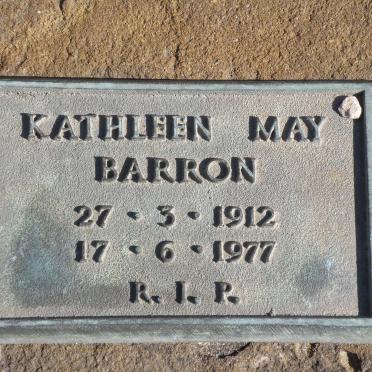 KATHLEEN MAY
BARRON
27 • 3 • 1912
17 • 6 • 1977
R. I. P.